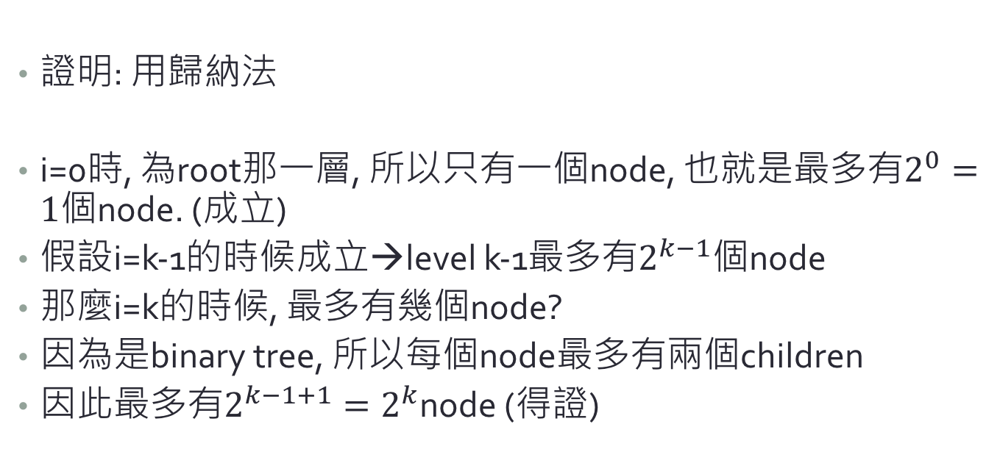 • 證明: 用歸納法
• i=0時, 為root那一層, 所以只有一個node, 也就是最多有2⁰ =
1個node. (成立)
• 假設i=k-1的時候成立→level k-1最多有2ᵏ⁻¹個node
• 那麼i=k的時候, 最多有幾個node?
• 因為是binary tree, 所以每個node最多有兩個children
• 因此最多有2ᵏ⁻¹⁺¹ = 2ᵏnode (得證)